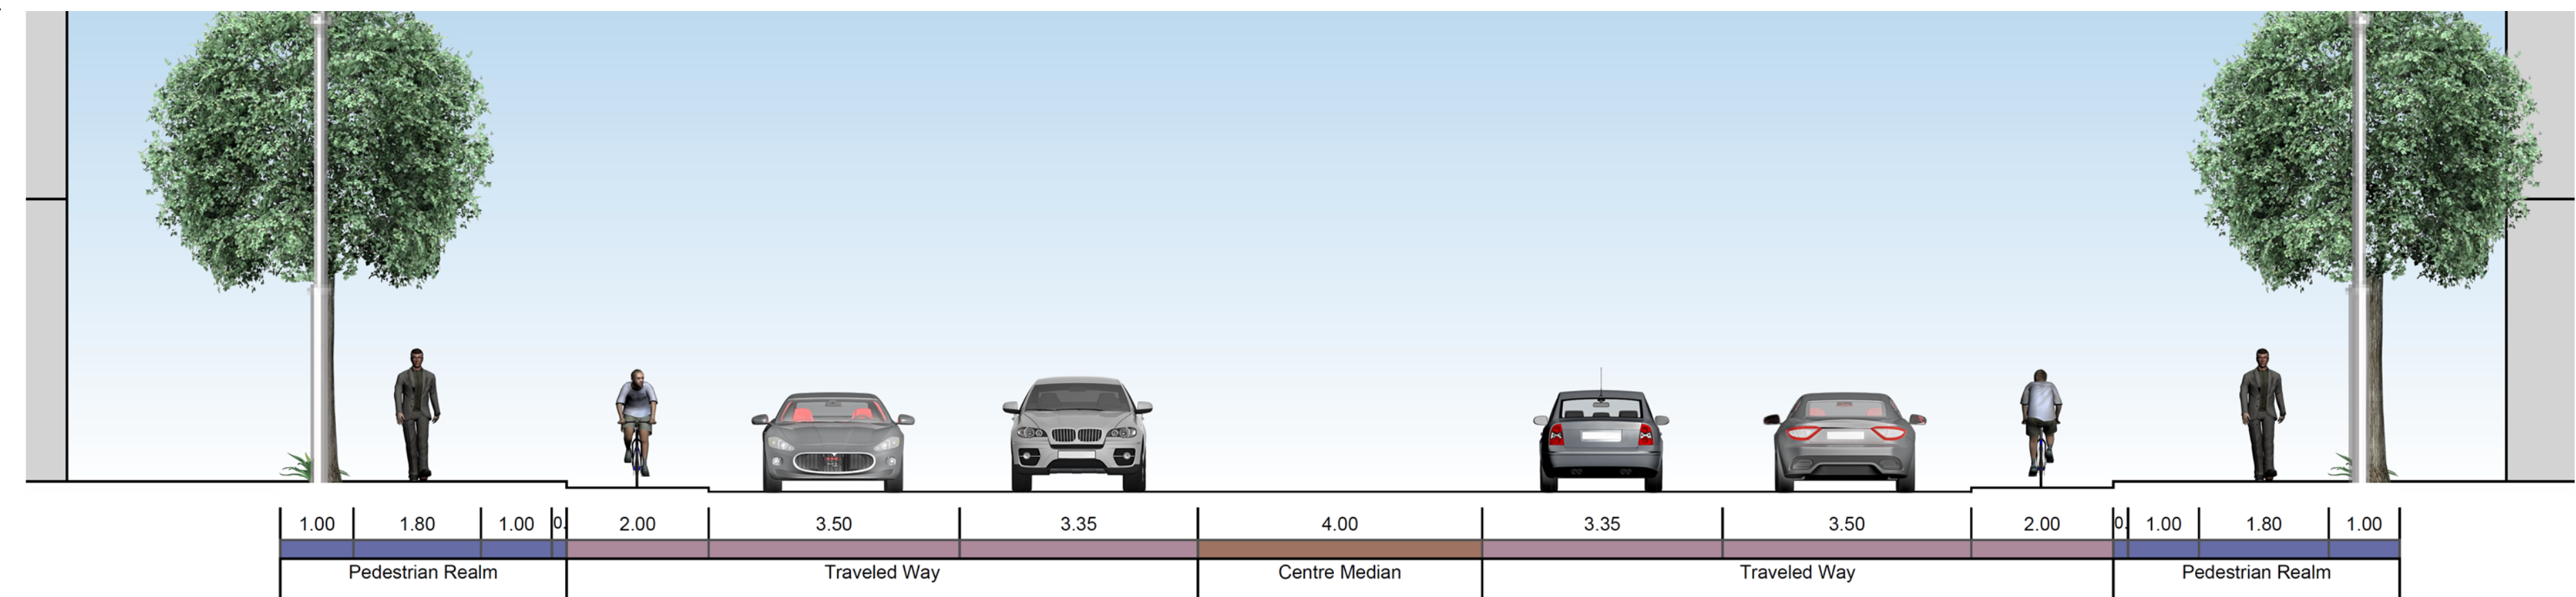 1.00 1.80 1.00 0. 2.00 3.50 3.35 4.00 3.35 3.50 2.00 0. 1.00 1.80 1.00
Pedestrian Realm Traveled Way Centre Median Traveled Way Pedestrian Realm